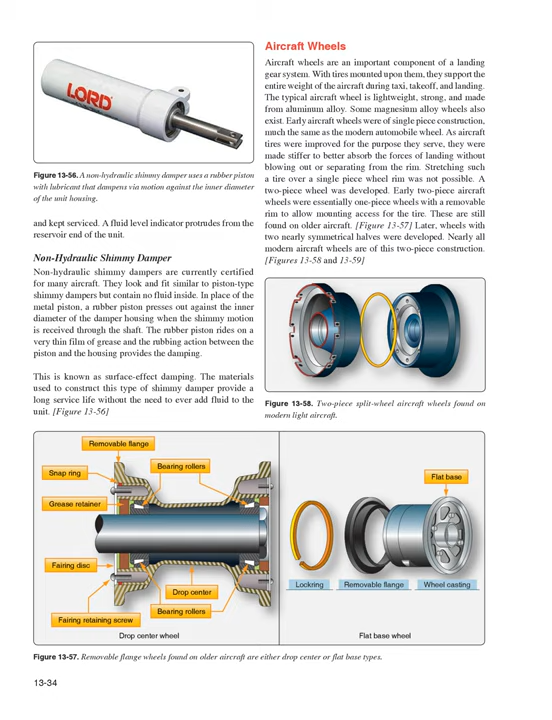 LORD
Figure 13-56. A non-hydraulic shimmy damper uses a rubber piston
with lubricant that dampens via motion against the inner diameter
of the unit housing.
and kept serviced. A fluid level indicator protrudes from the
reservoir end of the unit.
Non-Hydraulic Shimmy Damper
Non-hydraulic shimmy dampers are currently certified
for many aircraft. They look and fit similar to piston-type
shimmy dampers but contain no fluid inside. In place of the
metal piston, a rubber piston presses out against the inner
diameter of the damper housing when the shimmy motion
is received through the shaft. The rubber piston rides on a
very thin film of grease and the rubbing action between the
piston and the housing provides the damping.
This is known as surface-effect damping. The materials
used to construct this type of shimmy damper provide a
long service life without the need to ever add fluid to the
unit. [Figure 13-56]
Aircraft Wheels
Aircraft wheels are an important component of a landing
gear system. With tires mounted upon them, they support the
entire weight of the aircraft during taxi, takeoff, and landing.
The typical aircraft wheel is lightweight, strong, and made
from aluminum alloy. Some magnesium alloy wheels also
exist. Early aircraft wheels were of single piece construction,
much the same as the modern automobile wheel. As aircraft
tires were improved for the purpose they serve, they were
made stiffer to better absorb the forces of landing without
blowing out or separating from the rim. Stretching such
a tire over a single piece wheel rim was not possible. A
two-piece wheel was developed. Early two-piece aircraft
wheels were essentially one-piece wheels with a removable
rim to allow mounting access for the tire. These are still
found on older aircraft. [Figure 13-57] Later, wheels with
two nearly symmetrical halves were developed. Nearly all
modern aircraft wheels are of this two-piece construction.
[Figures 13-58 and 13-59]
Figure 13-58. Two-piece split-wheel aircraft wheels found on
modern light aircraft.
Removable flange
Snap ring
Bearing rollers
Grease retainer
Fairing disc
Drop center
Bearing rollers
Fairing retaining screw
Drop center wheel
Flat base
Lockring
Removable flange
Wheel casting
Flat base wheel
Figure 13-57. Removable flange wheels found on older aircraft are either drop center or flat base types.
13-34